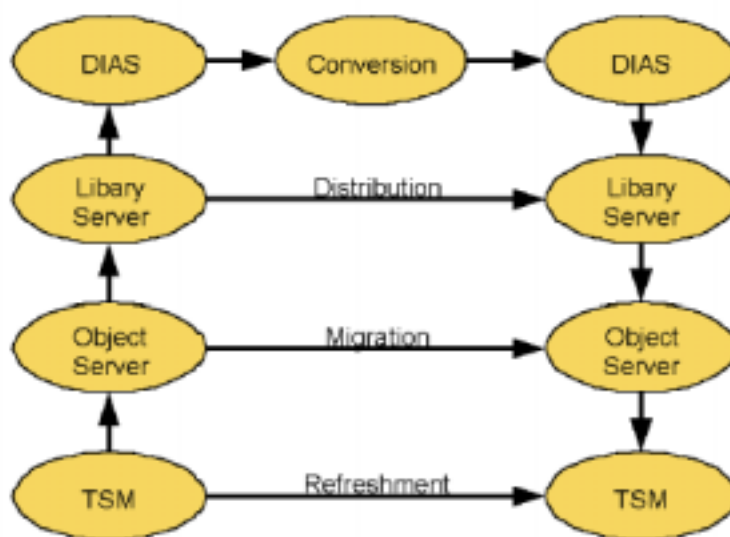 DIAS
Conversion
DIAS
Libary
Server
Distribution
Libary
Server
Object
Server
Migration
Object
Server
TSM
Refreshment
TSM